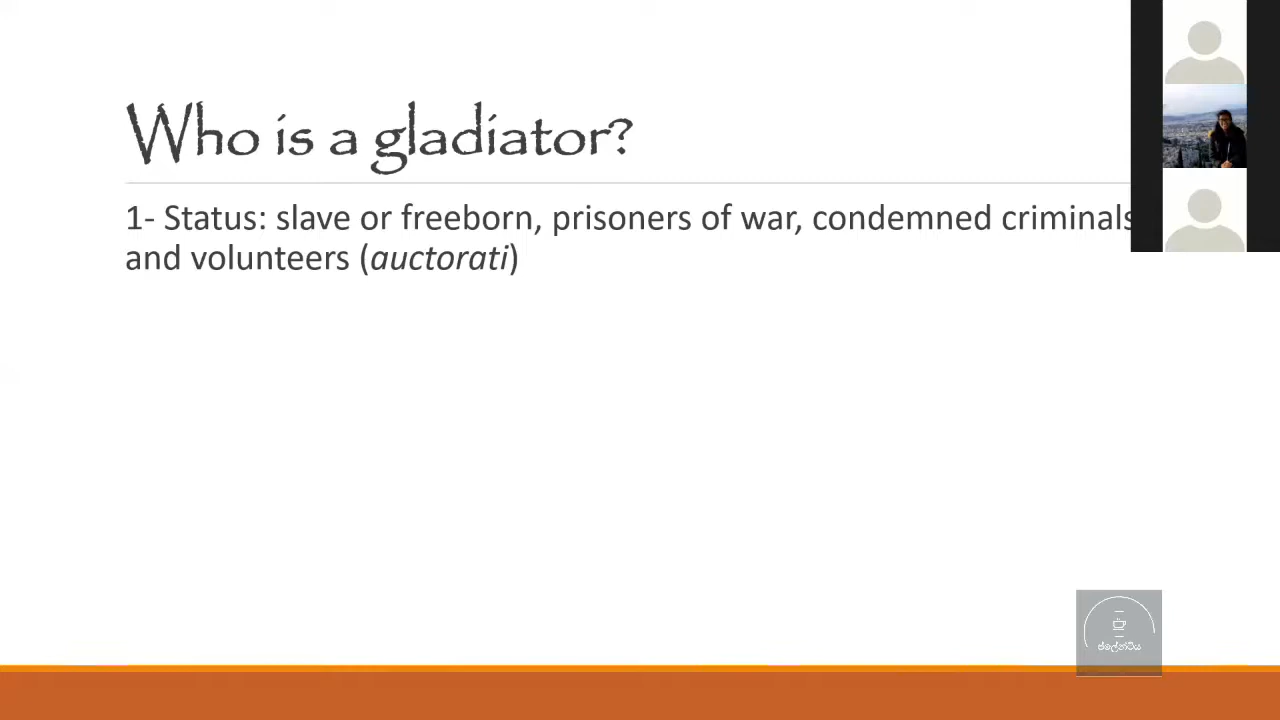 Who is a gladiator?
1- Status: slave or freeborn, prisoners of war, condemned criminals
and volunteers (auctorati)
ප්ලේන්ටිය